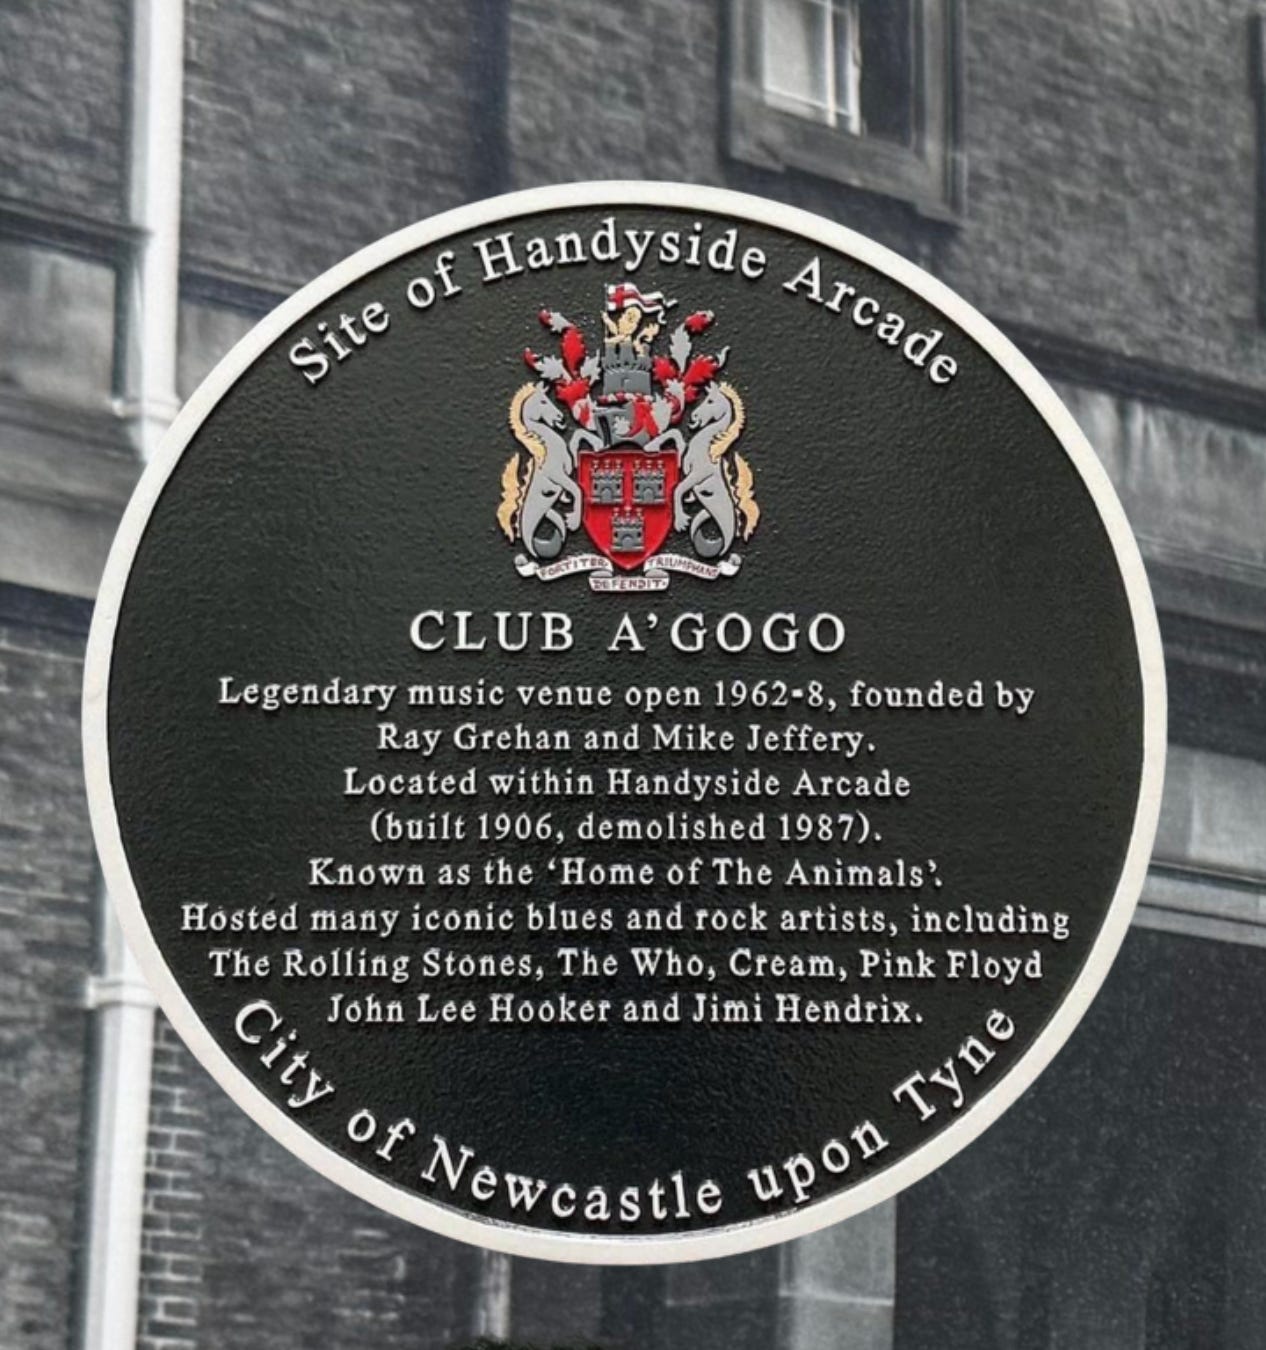 Site of Handyside Arcade
FORTITER TRIUMPHANS
DEFENDIT
CLUB A’GOGO
Legendary music venue open 1962-8, founded by
Ray Grehan and Mike Jeffery.
Located within Handyside Arcade
(built 1906, demolished 1987).
Known as the ‘Home of The Animals’.
Hosted many iconic blues and rock artists, including
The Rolling Stones, The Who, Cream, Pink Floyd
John Lee Hooker and Jimi Hendrix.
City of Newcastle upon Tyne